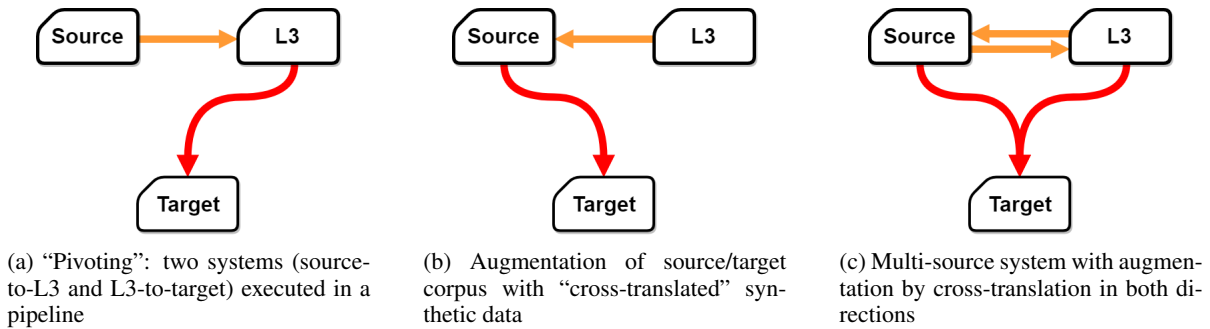 Source
L3
Target
(a) “Pivoting”: two systems (source-
to-L3 and L3-to-target) executed in a
pipeline
Source
L3
Target
(b) Augmentation of source/target
corpus with “cross-translated” syn-
thetic data
Source
L3
Target
(c) Multi-source system with augmen-
tation by cross-translation in both di-
rections